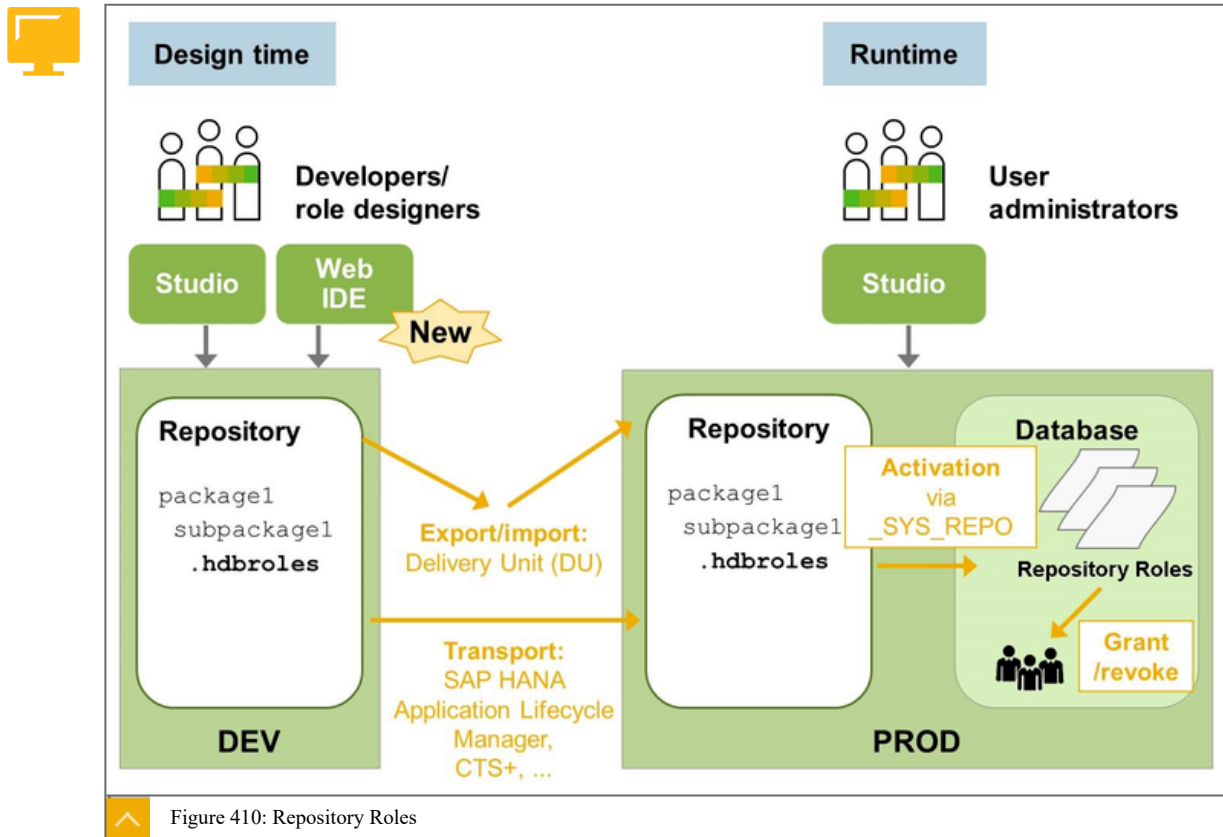 Design time
Runtime
Developers/
role designers
User
administrators
Studio
Web
IDE
New
Studio
Repository
package1
subpackage1
.hdbroles
DEV
Export/import:
Delivery Unit (DU)
Transport:
SAP HANA
Application Lifecycle
Manager,
CTS+, ...
Repository
package1
subpackage1
.hdbroles
Activation
via
_SYS_REPO
Database
Repository Roles
Grant
/revoke
PROD
Figure 410: Repository Roles